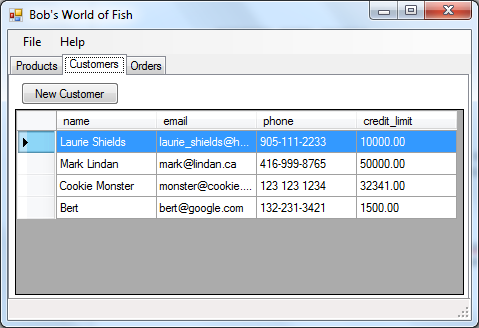 Bob's World of Fish
File Help
Products Customers Orders
New Customer
name email phone credit_limit
Laurie Shields laurie_shields@h... 905-111-2233 10000.00
Mark Lindan mark@lindan.ca 416-999-8765 50000.00
Cookie Monster monster@cookie.... 123 123 1234 32341.00
Bert bert@google.com 132-231-3421 1500.00